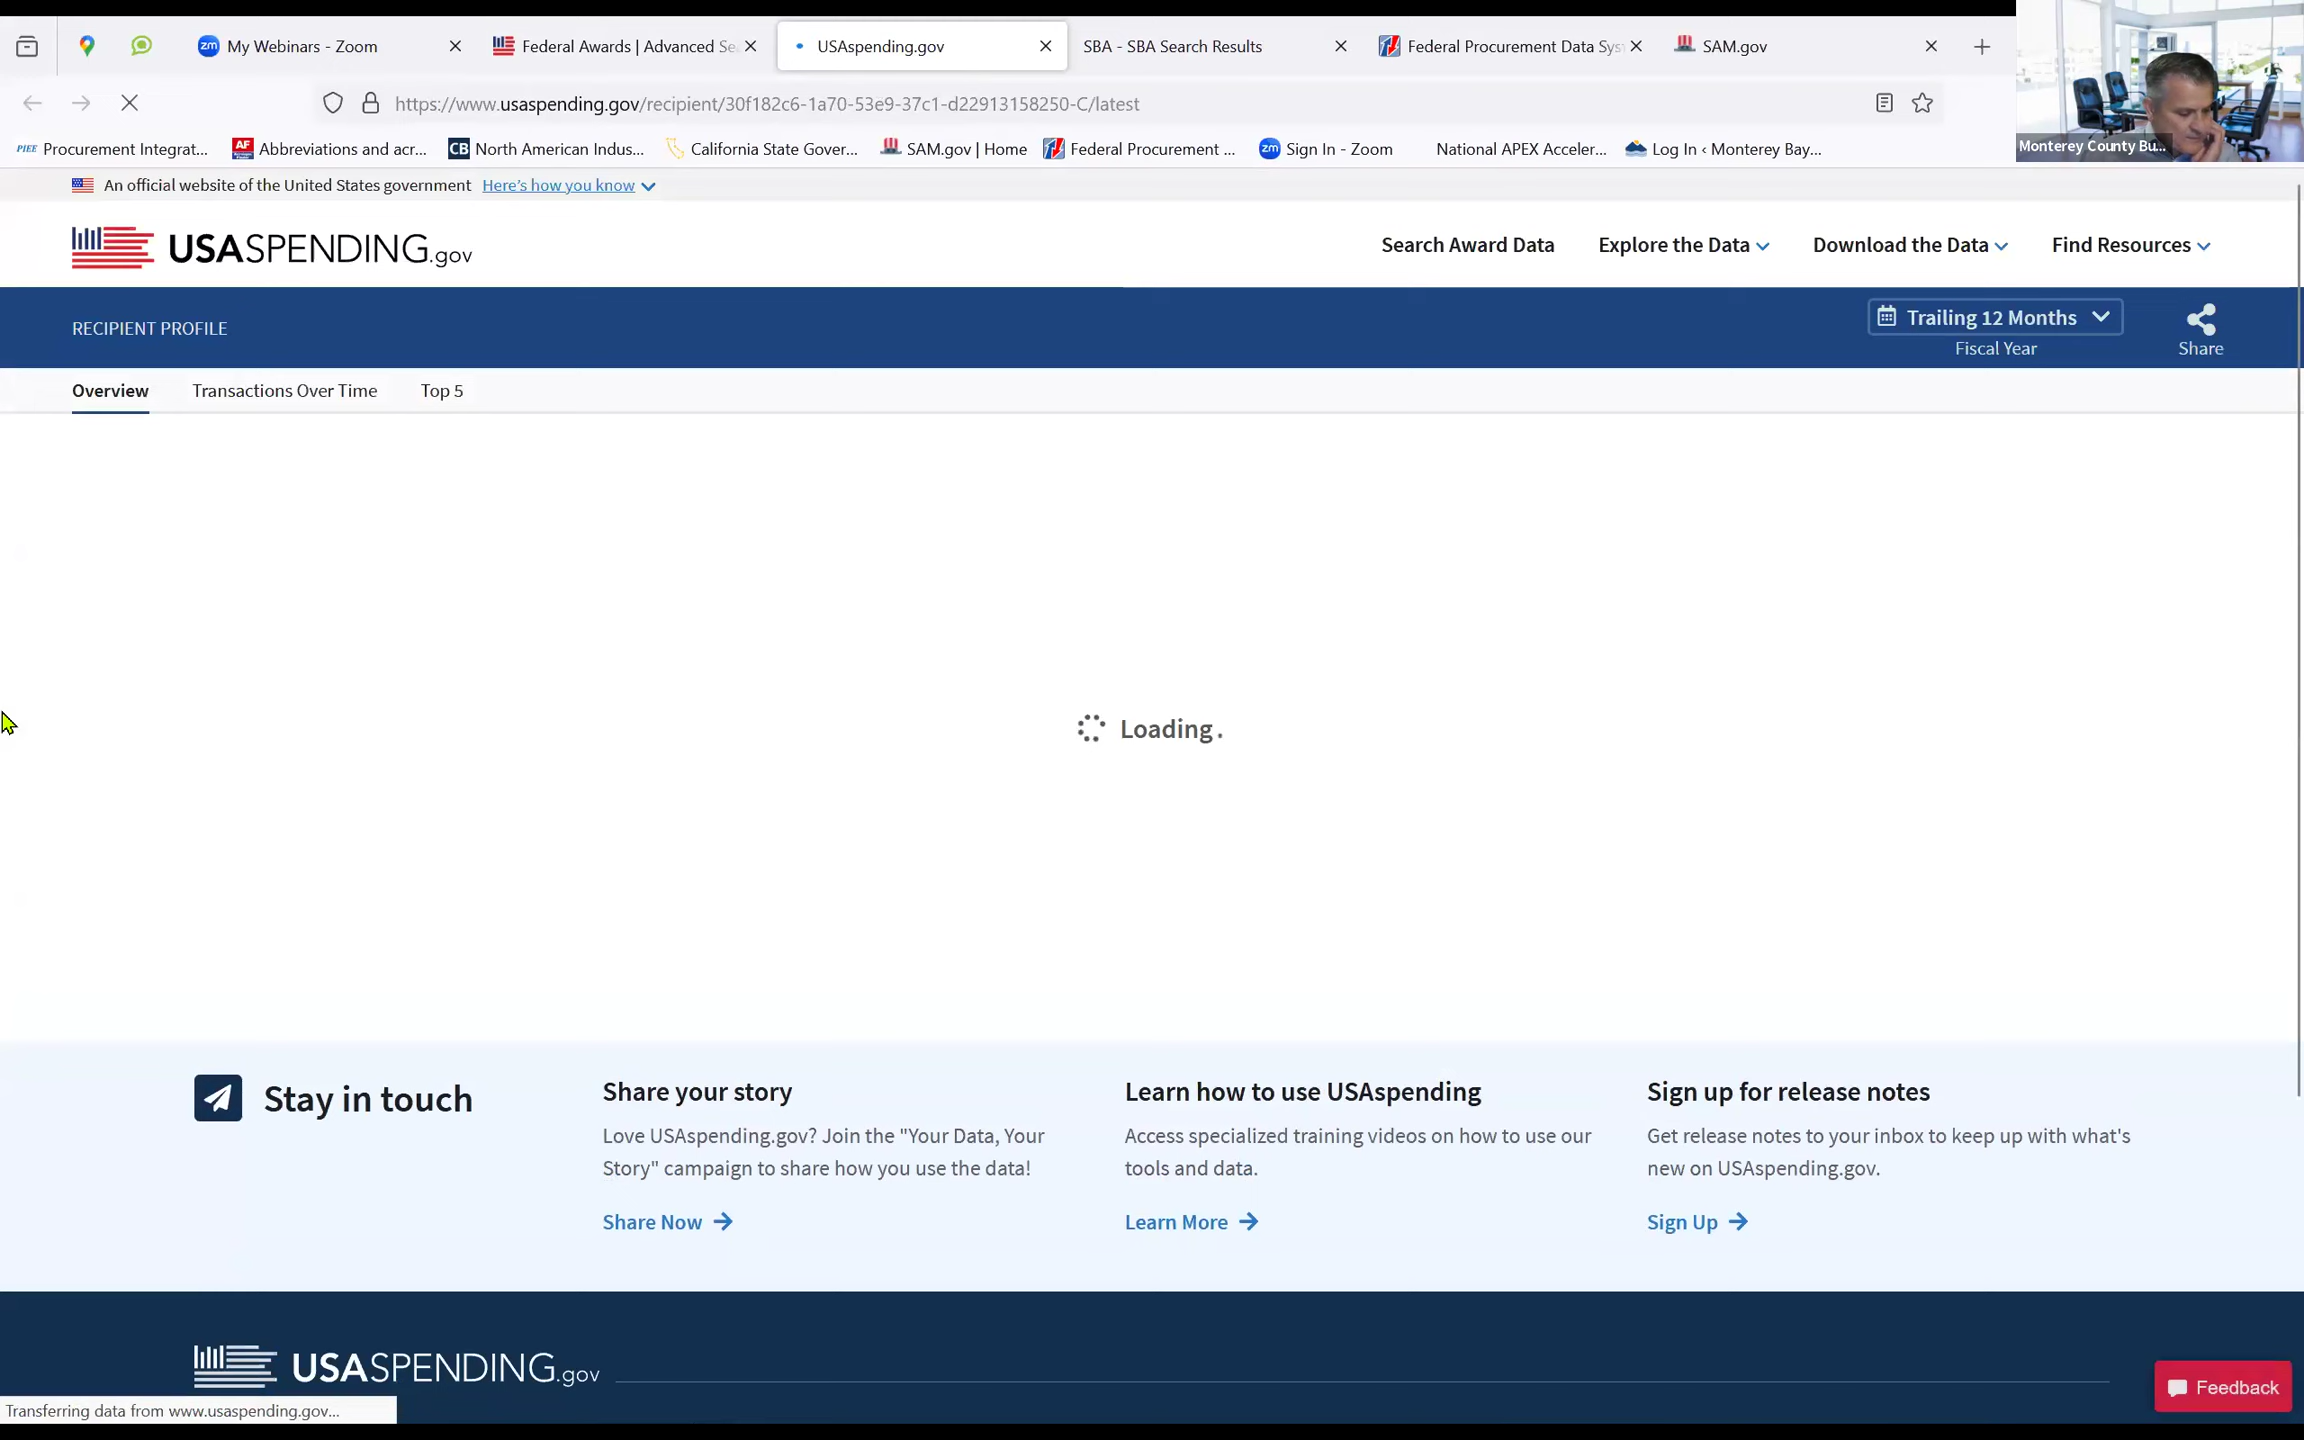 My Webinars - Zoom
Federal Awards | Advanced Se
USAspending.gov
SBA - SBA Search Results
Federal Procurement Data Sys
SAM.gov
https://www.usaspending.gov/recipient/30f182c6-1a70-53e9-37c1-d22913158250-C/latest
Monterey County Bu...
PIEE Procurement Integrat...
AF Abbreviations and acr...
CB North American Indus...
California State Gover...
SAM.gov | Home
Federal Procurement ...
zm Sign In - Zoom
National APEX Acceler...
Log In ‹ Monterey Bay...
An official website of the United States government Here's how you know
USASPENDING.gov
Search Award Data
Explore the Data
Download the Data
Find Resources
RECIPIENT PROFILE
Trailing 12 Months
Fiscal Year
Share
Overview
Transactions Over Time
Top 5
Loading .
Stay in touch
Share your story
Love USAspending.gov? Join the "Your Data, Your
Story" campaign to share how you use the data!
Share Now
Learn how to use USAspending
Access specialized training videos on how to use our
tools and data.
Learn More
Sign up for release notes
Get release notes to your inbox to keep up with what's
new on USAspending.gov.
Sign Up
USASPENDING.gov
Feedback
Transferring data from www.usaspending.gov...